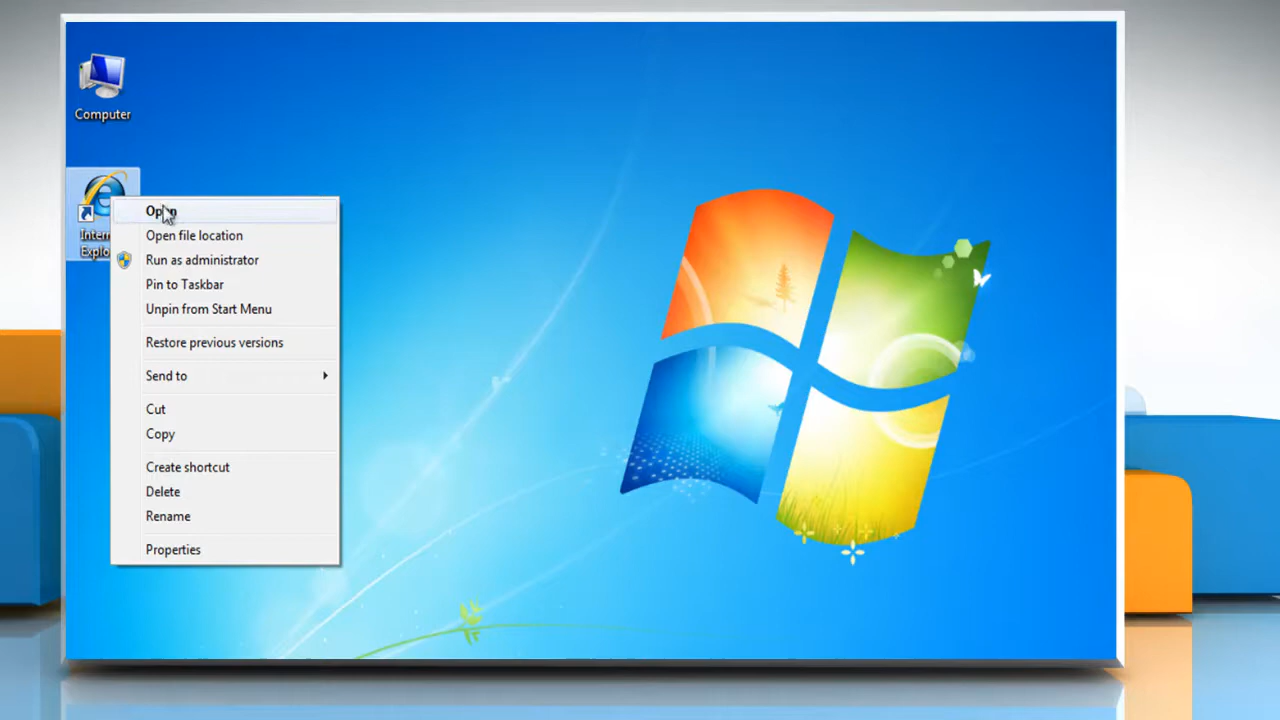 Computer
Open file location
Run as administrator
Pin to Taskbar
Unpin from Start Menu
Restore previous versions
Send to
Cut
Copy
Create shortcut
Delete
Rename
Properties